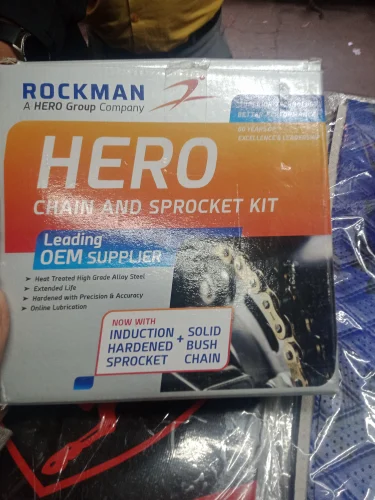 ROCKMAN
A HERO Group Company
HERO
CHAIN AND SPROCKET KIT
Leading
OEM SUPPLIER
➤ Heat Treated High Grade Alloy Steel
➤ Extended Life
➤ Hardened with Precision & Accuracy
➤ Online Lubrication
NOW WITH
INDUCTION HARDENED SPROCKET + SOLID BUSH CHAIN